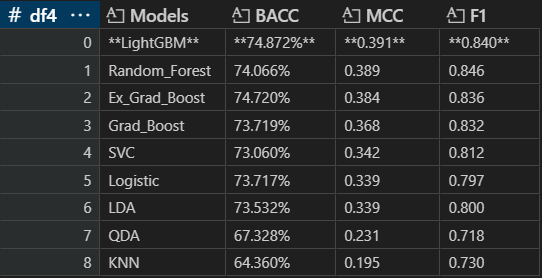 # df4 ... Models BACC MCC F1
0 **LightGBM** **74.872%** **0.391** **0.840**
1 Random_Forest 74.066% 0.389 0.846
2 Ex_Grad_Boost 74.720% 0.384 0.836
3 Grad_Boost 73.719% 0.368 0.832
4 SVC 73.060% 0.342 0.812
5 Logistic 73.717% 0.339 0.797
6 LDA 73.532% 0.339 0.800
7 QDA 67.328% 0.231 0.718
8 KNN 64.360% 0.195 0.730